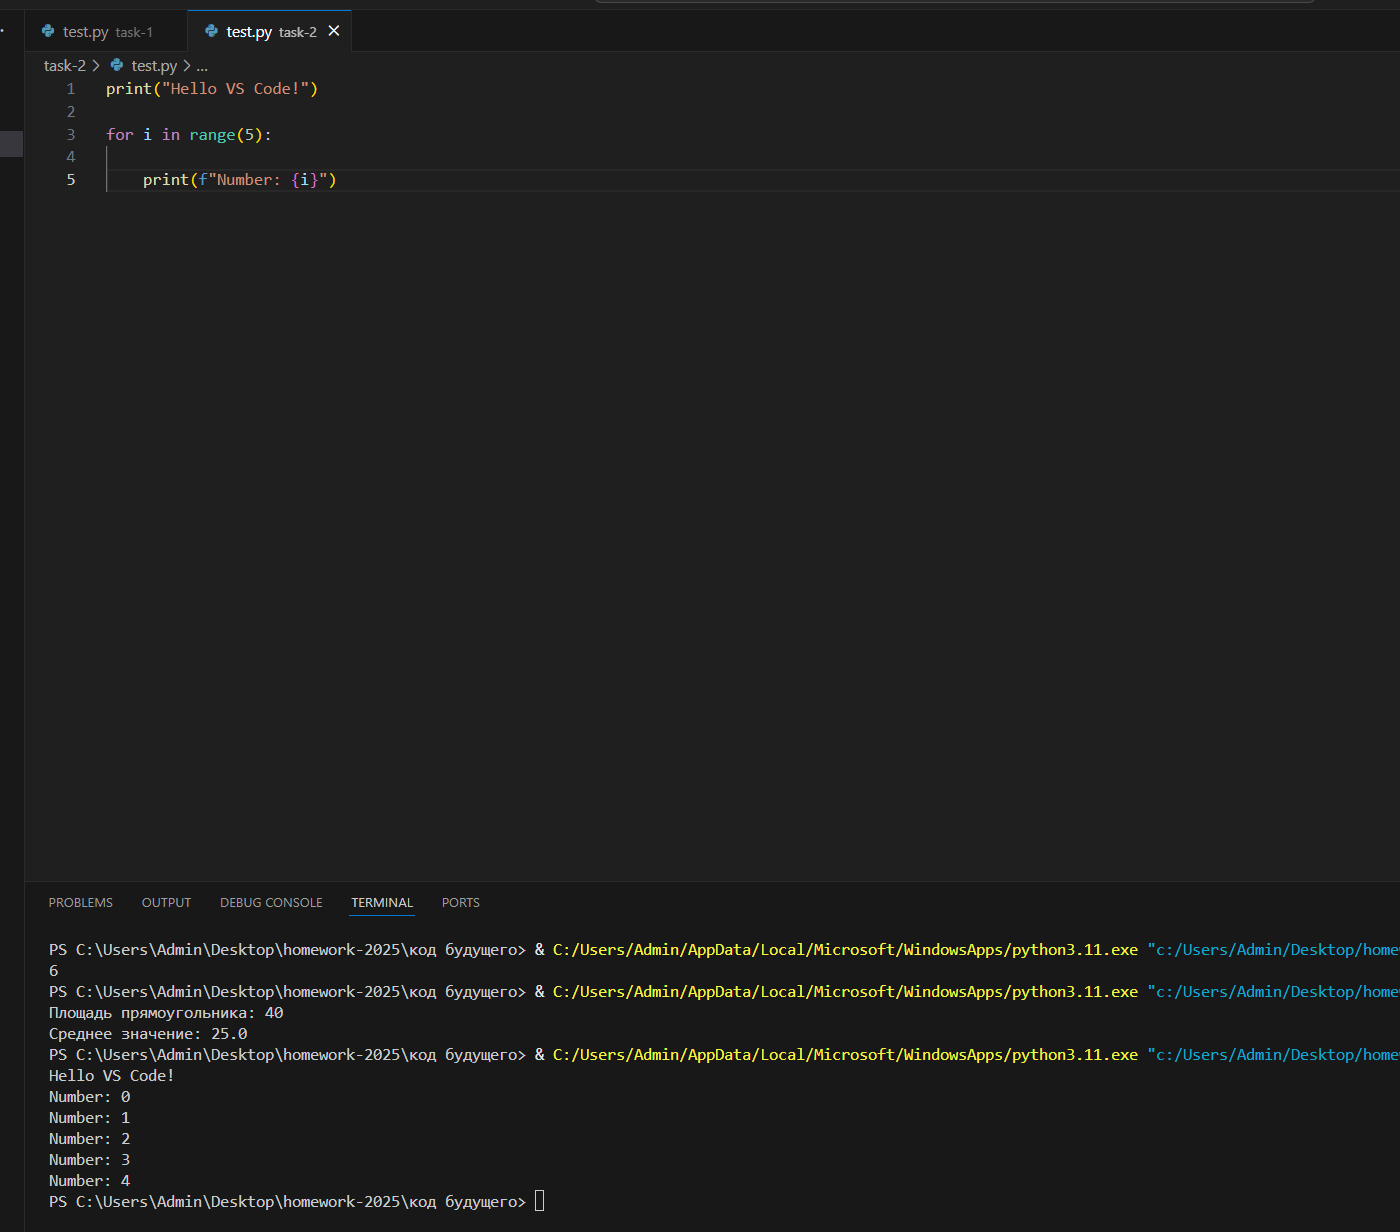 test.py task-1 test.py task-2
task-2 > test.py > ...
1 print("Hello VS Code!")
2
3 for i in range(5):
4
5 print(f"Number: {i}")
PROBLEMS OUTPUT DEBUG CONSOLE TERMINAL PORTS
PS C:\Users\Admin\Desktop\homework-2025\код будущего> & C:/Users/Admin/AppData/Local/Microsoft/WindowsApps/python3.11.exe "c:/Users/Admin/Desktop/home
6
PS C:\Users\Admin\Desktop\homework-2025\код будущего> & C:/Users/Admin/AppData/Local/Microsoft/WindowsApps/python3.11.exe "c:/Users/Admin/Desktop/home
Площадь прямоугольника: 40
Среднее значение: 25.0
PS C:\Users\Admin\Desktop\homework-2025\код будущего> & C:/Users/Admin/AppData/Local/Microsoft/WindowsApps/python3.11.exe "c:/Users/Admin/Desktop/home
Hello VS Code!
Number: 0
Number: 1
Number: 2
Number: 3
Number: 4
PS C:\Users\Admin\Desktop\homework-2025\код будущего>